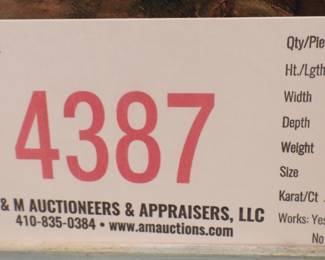 4387
& M AUCTIONEERS & APPRAISERS, LLC
410-835-0384 • www.amauctions.com
Qty/Pie
Ht./Lgth
Width
Depth
Weight
Size
Karat/Ct
Works: Yes
No